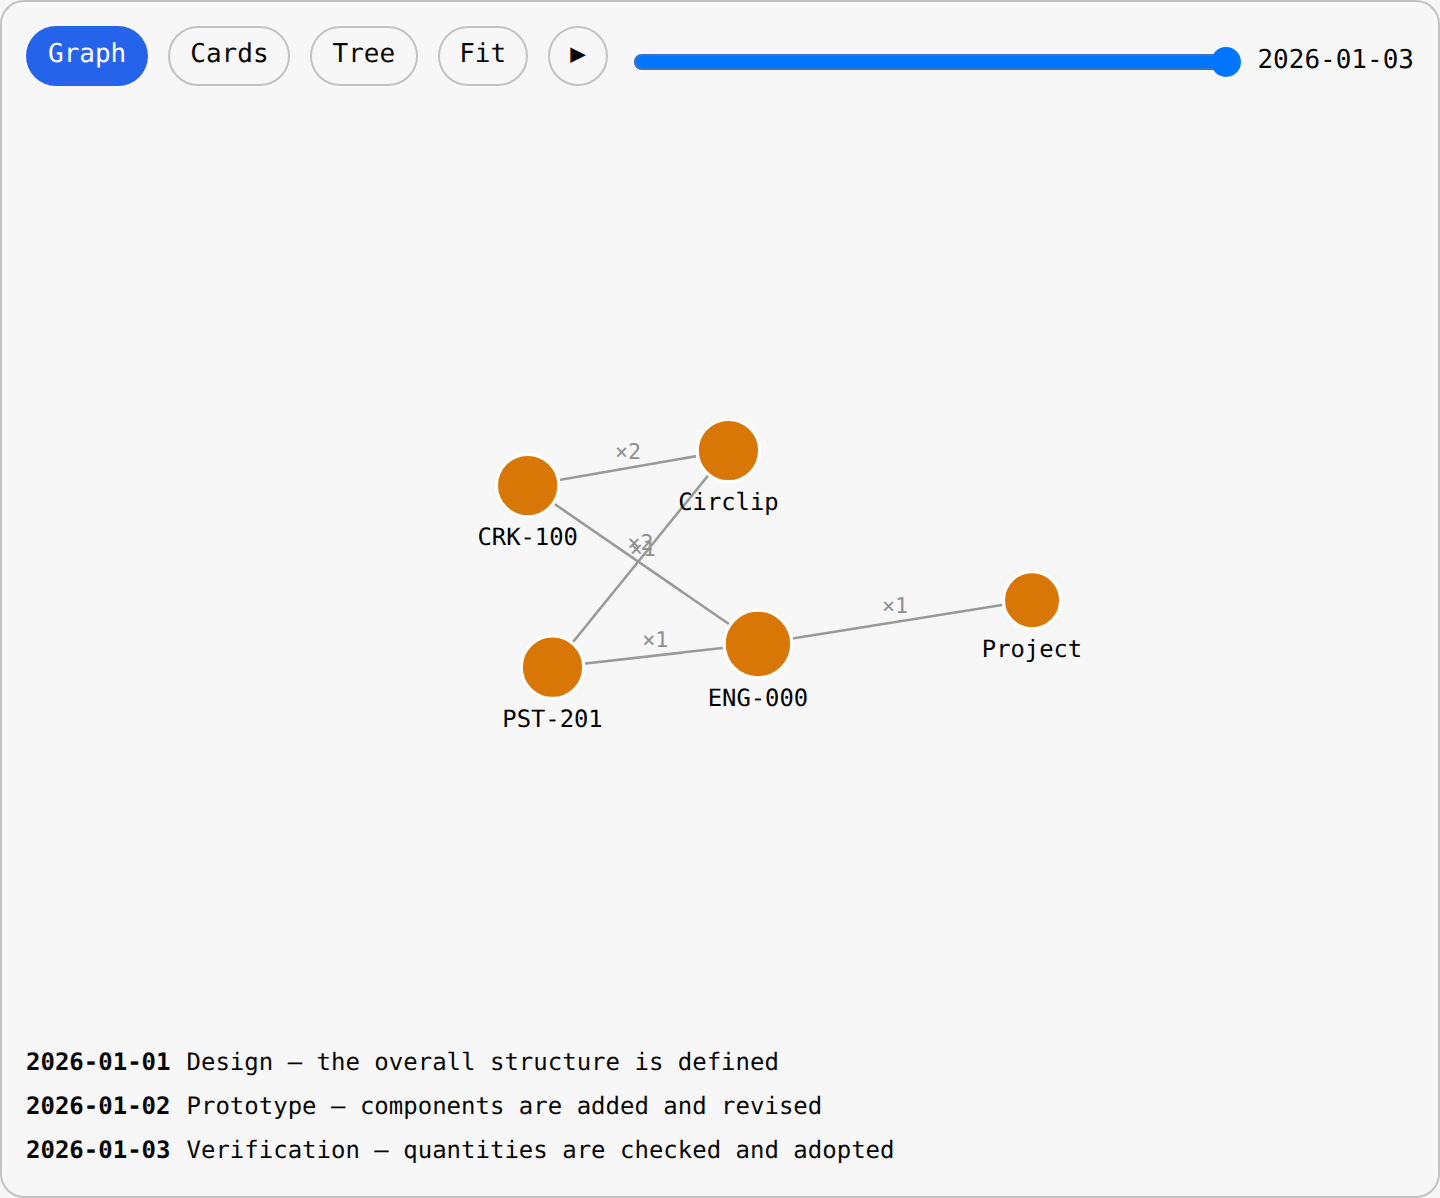 Graph Cards Tree Fit ▶ 2026-01-03
×2
Circlip
CRK-100
×1
×1
Project
×1
ENG-000
PST-201
2026-01-01 Design — the overall structure is defined
2026-01-02 Prototype — components are added and revised
2026-01-03 Verification — quantities are checked and adopted